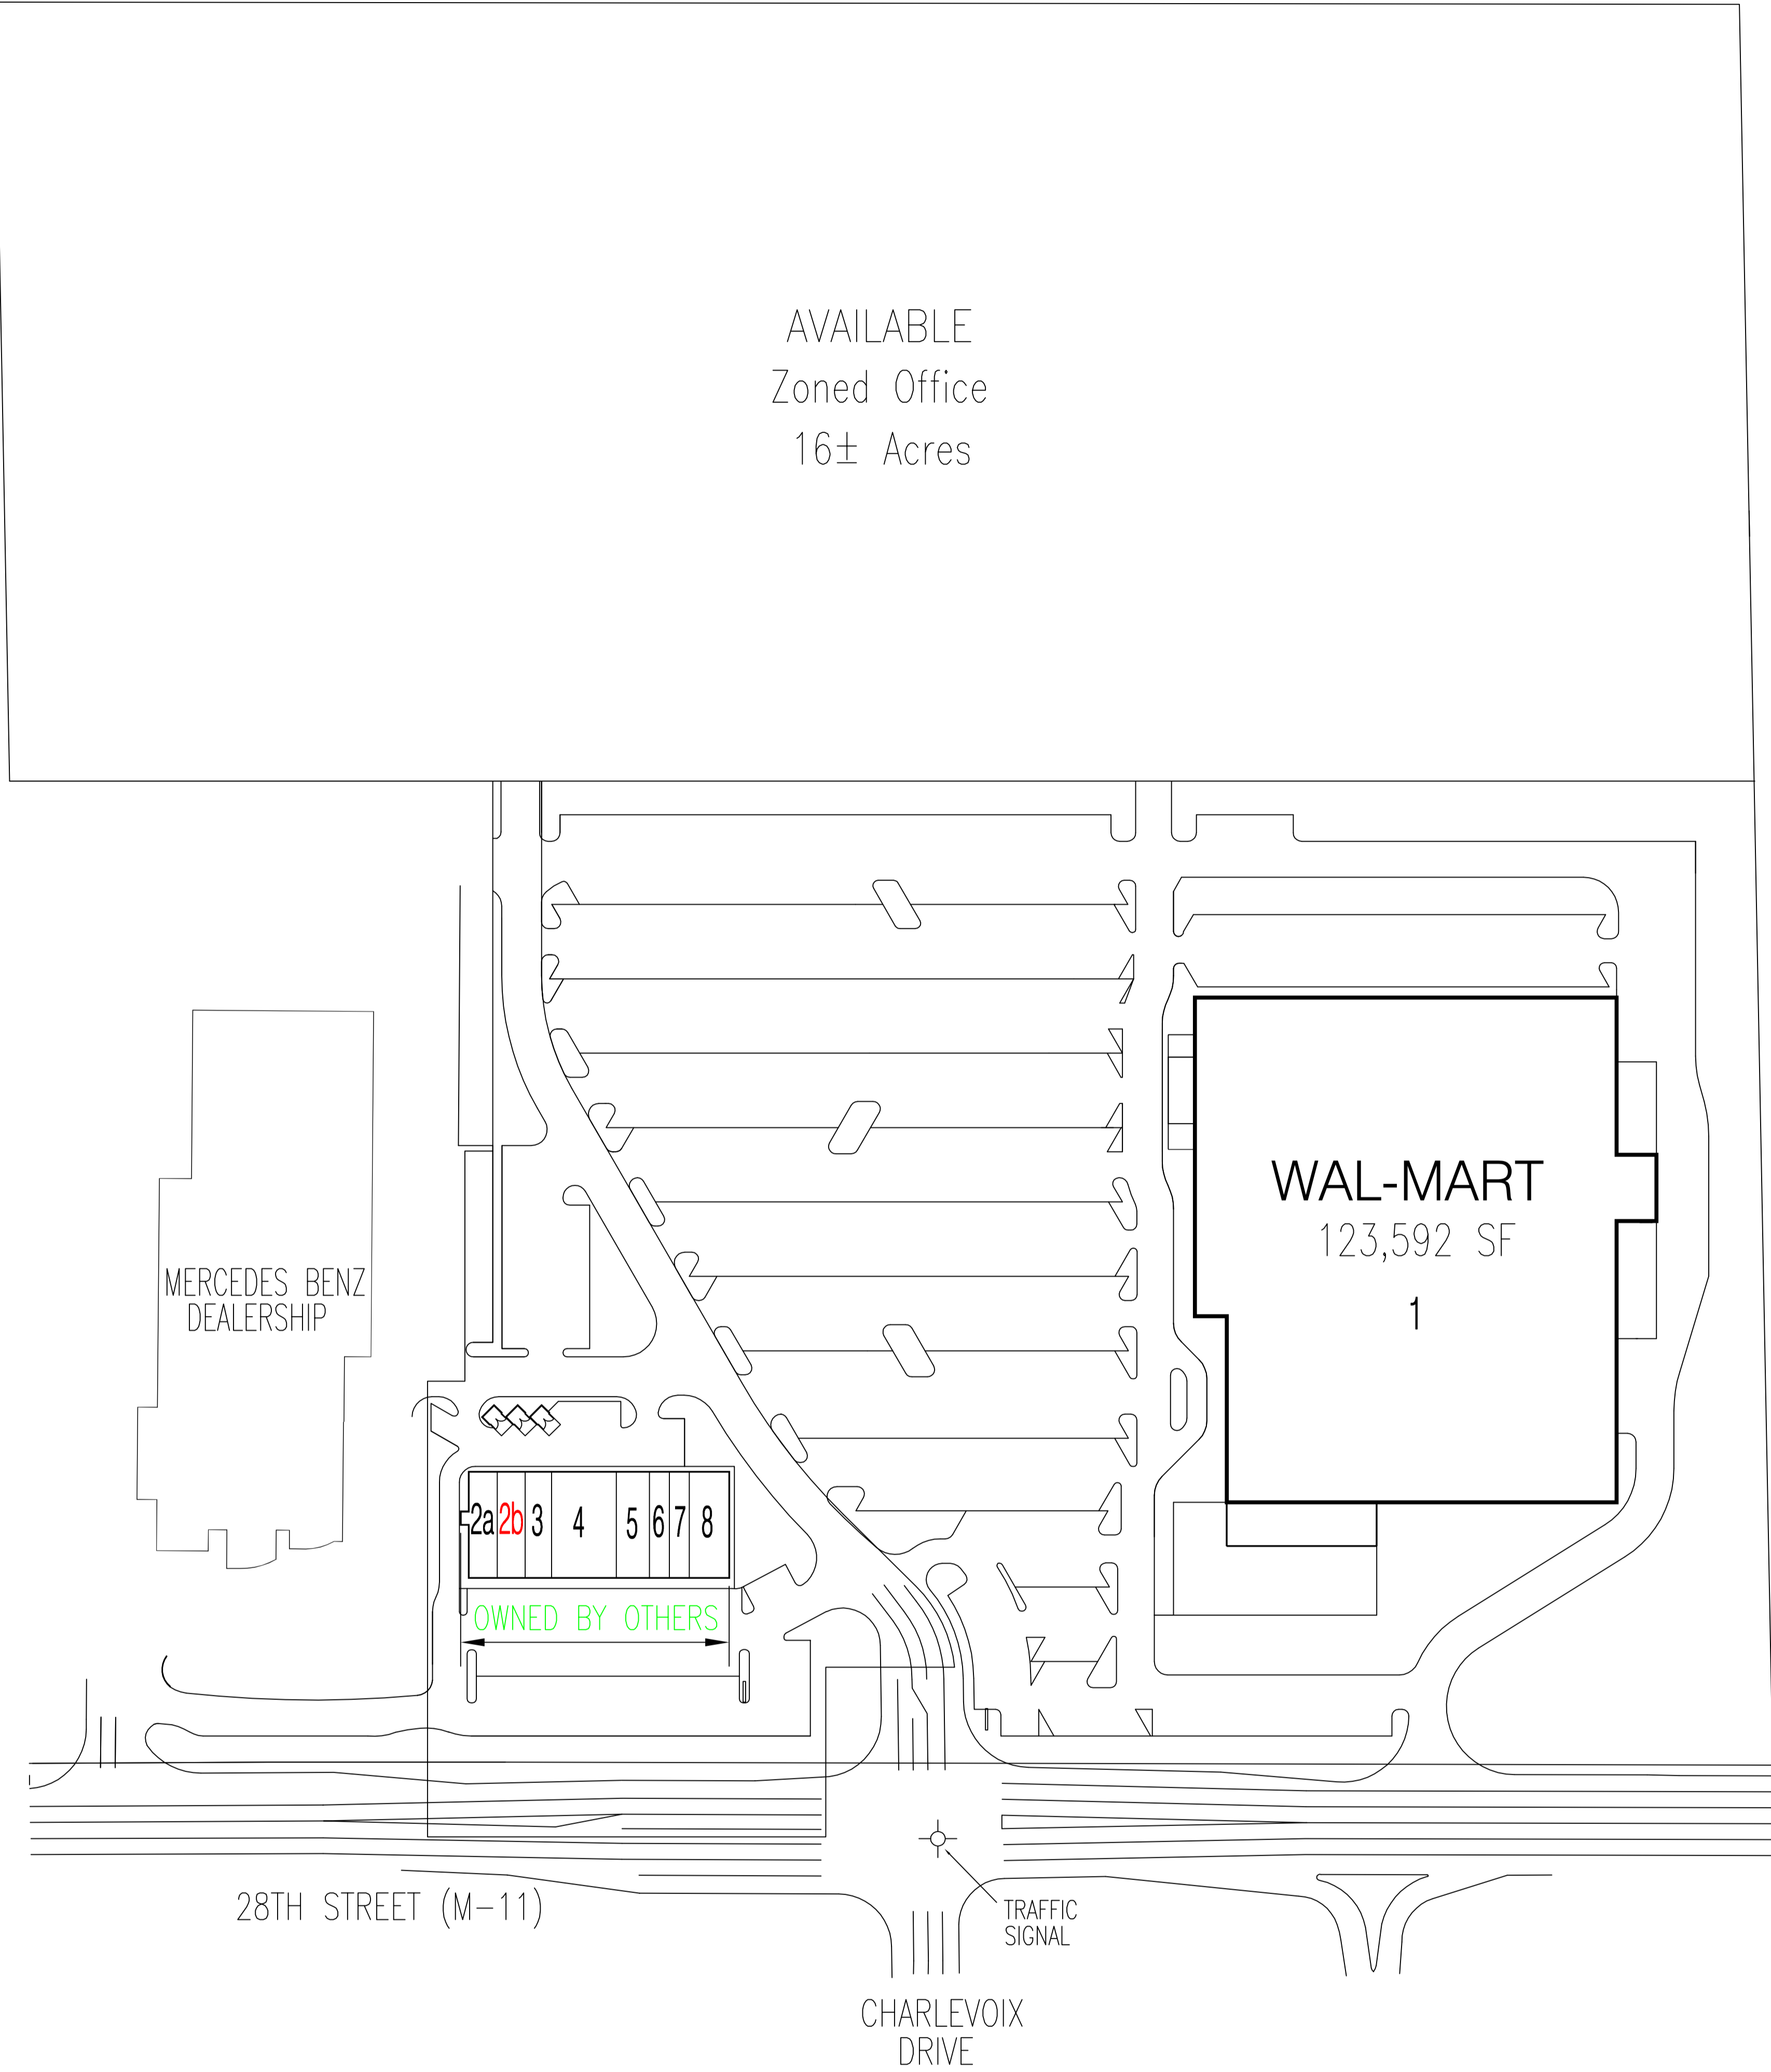 AVAILABLE
Zoned Office
16± Acres
WAL-MART
123,592 SF
1
MERCEDES BENZ
DEALERSHIP
2a 2b 3 4 5 6 7 8
OWNED BY OTHERS
28TH STREET (M-11)
TRAFFIC
SIGNAL
CHARLEVOIX
DRIVE